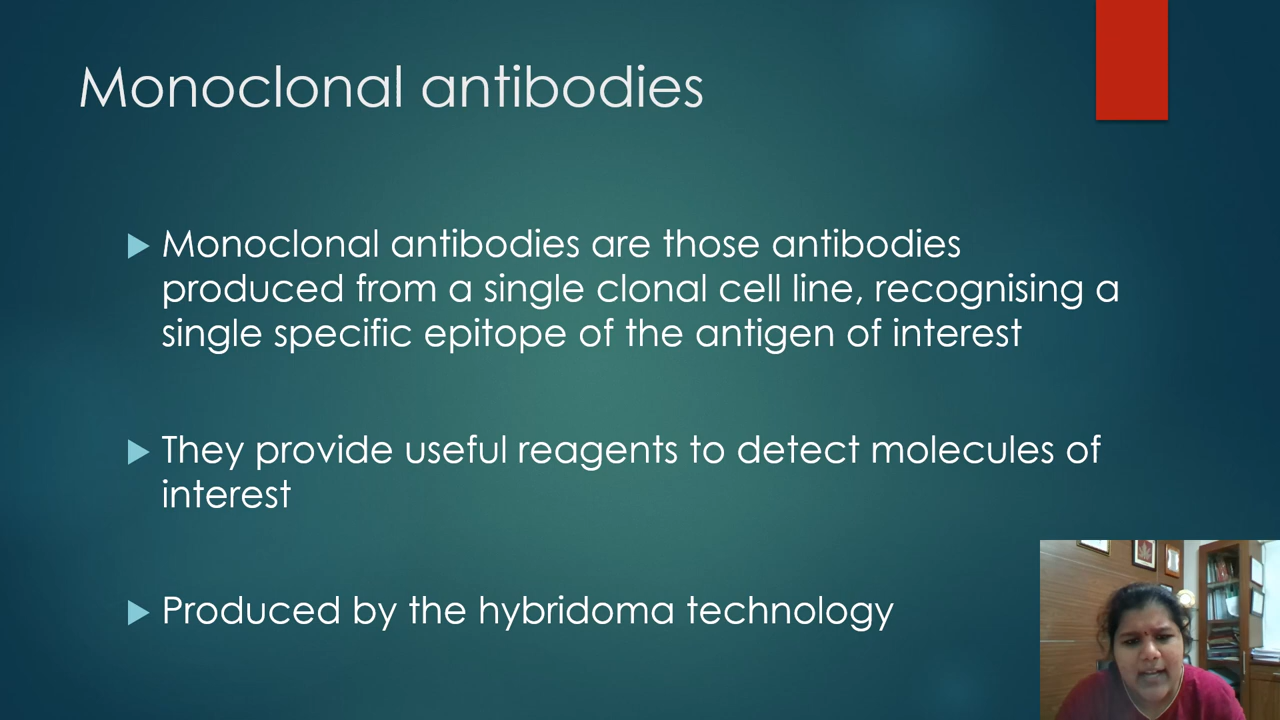 Monoclonal antibodies
Monoclonal antibodies are those antibodies
produced from a single clonal cell line, recognising a
single specific epitope of the antigen of interest
They provide useful reagents to detect molecules of
interest
Produced by the hybridoma technology